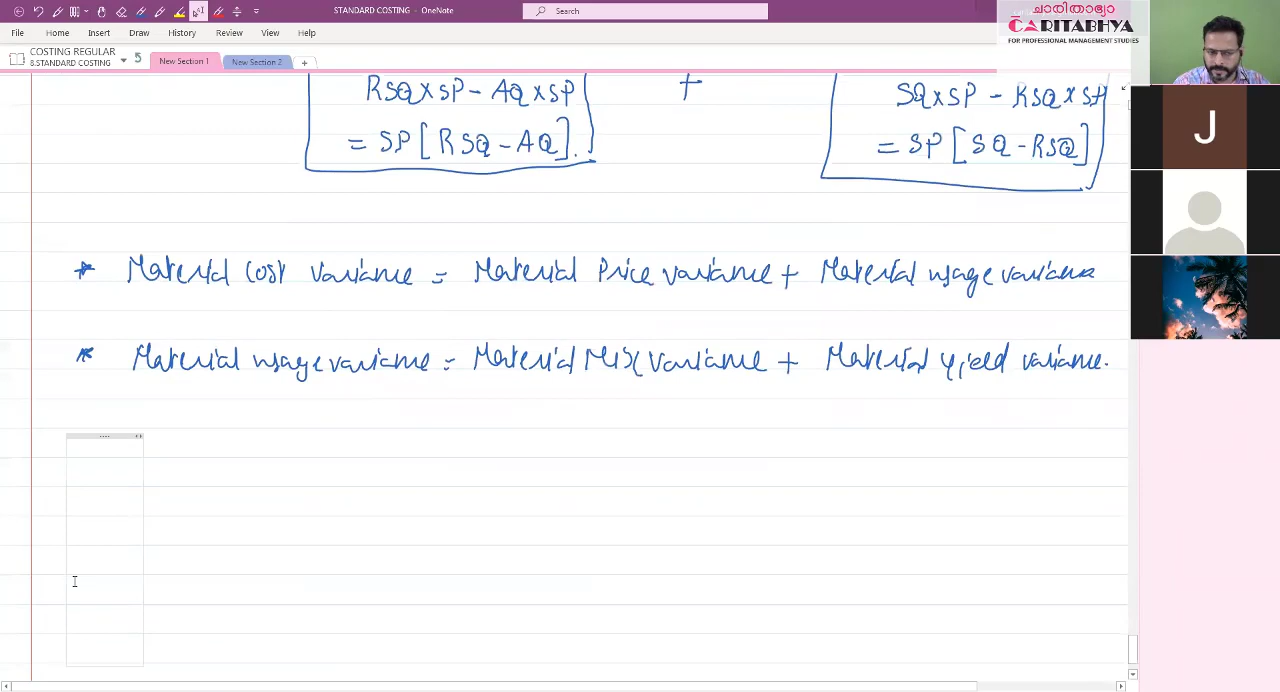 STANDARD COSTING - OneNote
Search
File Home Insert Draw History Review View Help
ചാരിതാഭ്യാ
CARITABHYA
FOR PROFESSIONAL MANAGEMENT STUDIES
COSTING REGULAR
8.STANDARD COSTING
New Section 1 New Section 2 +
RSQ×SP - AQ×SP + SQ×SP - RSQ×SP
= SP[RSQ - AQ]. = SP[SQ - RSQ]
* Material Cost variance = Material Price variance + Material usage variance
* Material usage variance = Material Mix variance + Material yield variance.
J